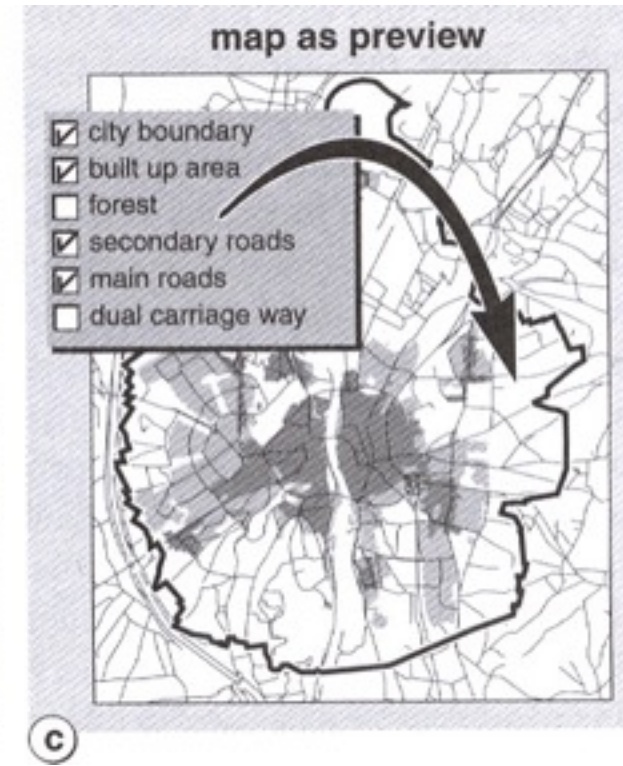 map as preview
city boundary
built up area
forest
secondary roads
main roads
dual carriage way
c